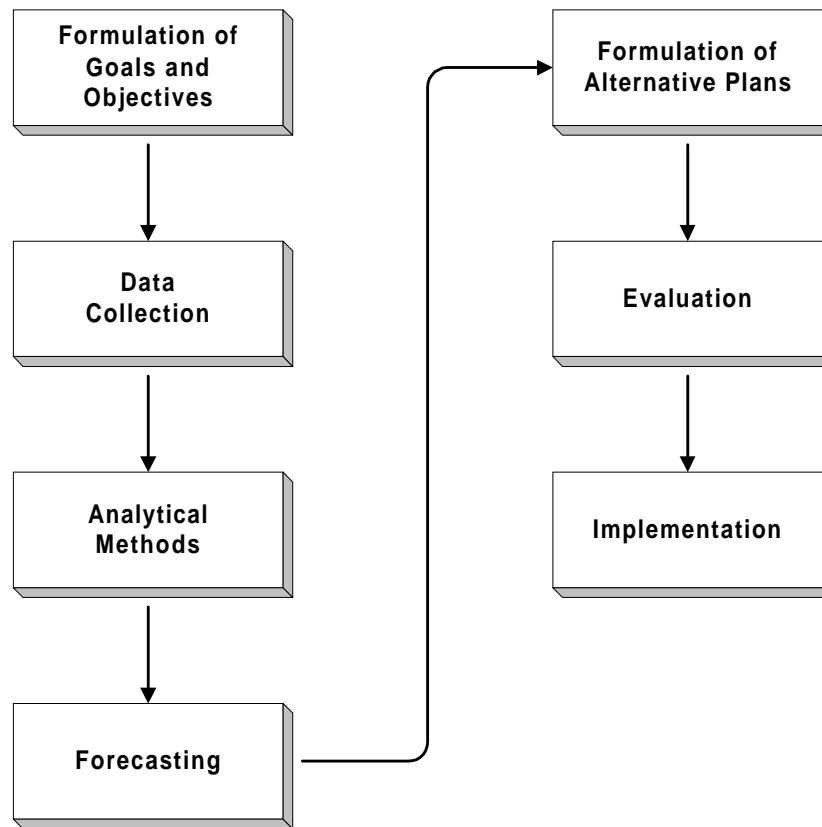 Formulation of
Goals and
Objectives
Data
Collection
Analytical
Methods
Forecasting
Formulation of
Alternative Plans
Evaluation
Implementation